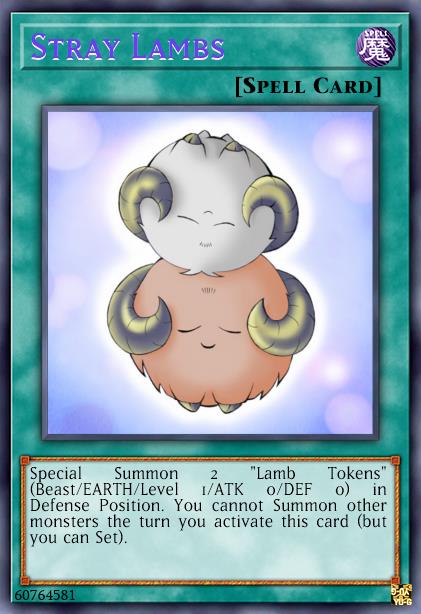 Stray Lambs
SPELL
魔
[Spell Card]
Special Summon 2 "Lamb Tokens"
(Beast/EARTH/Level 1/ATK 0/DEF 0) in
Defense Position. You cannot Summon other
monsters the turn you activate this card (but
you can Set).
60764581